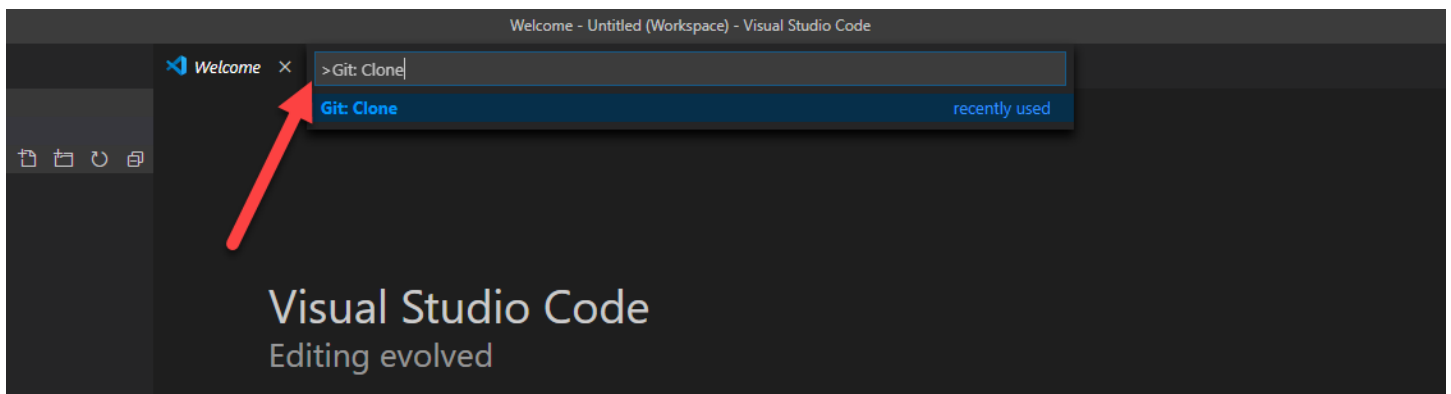 Welcome - Untitled (Workspace) - Visual Studio Code
Welcome
>Git: Clone
Git: Clone recently used
Visual Studio Code
Editing evolved